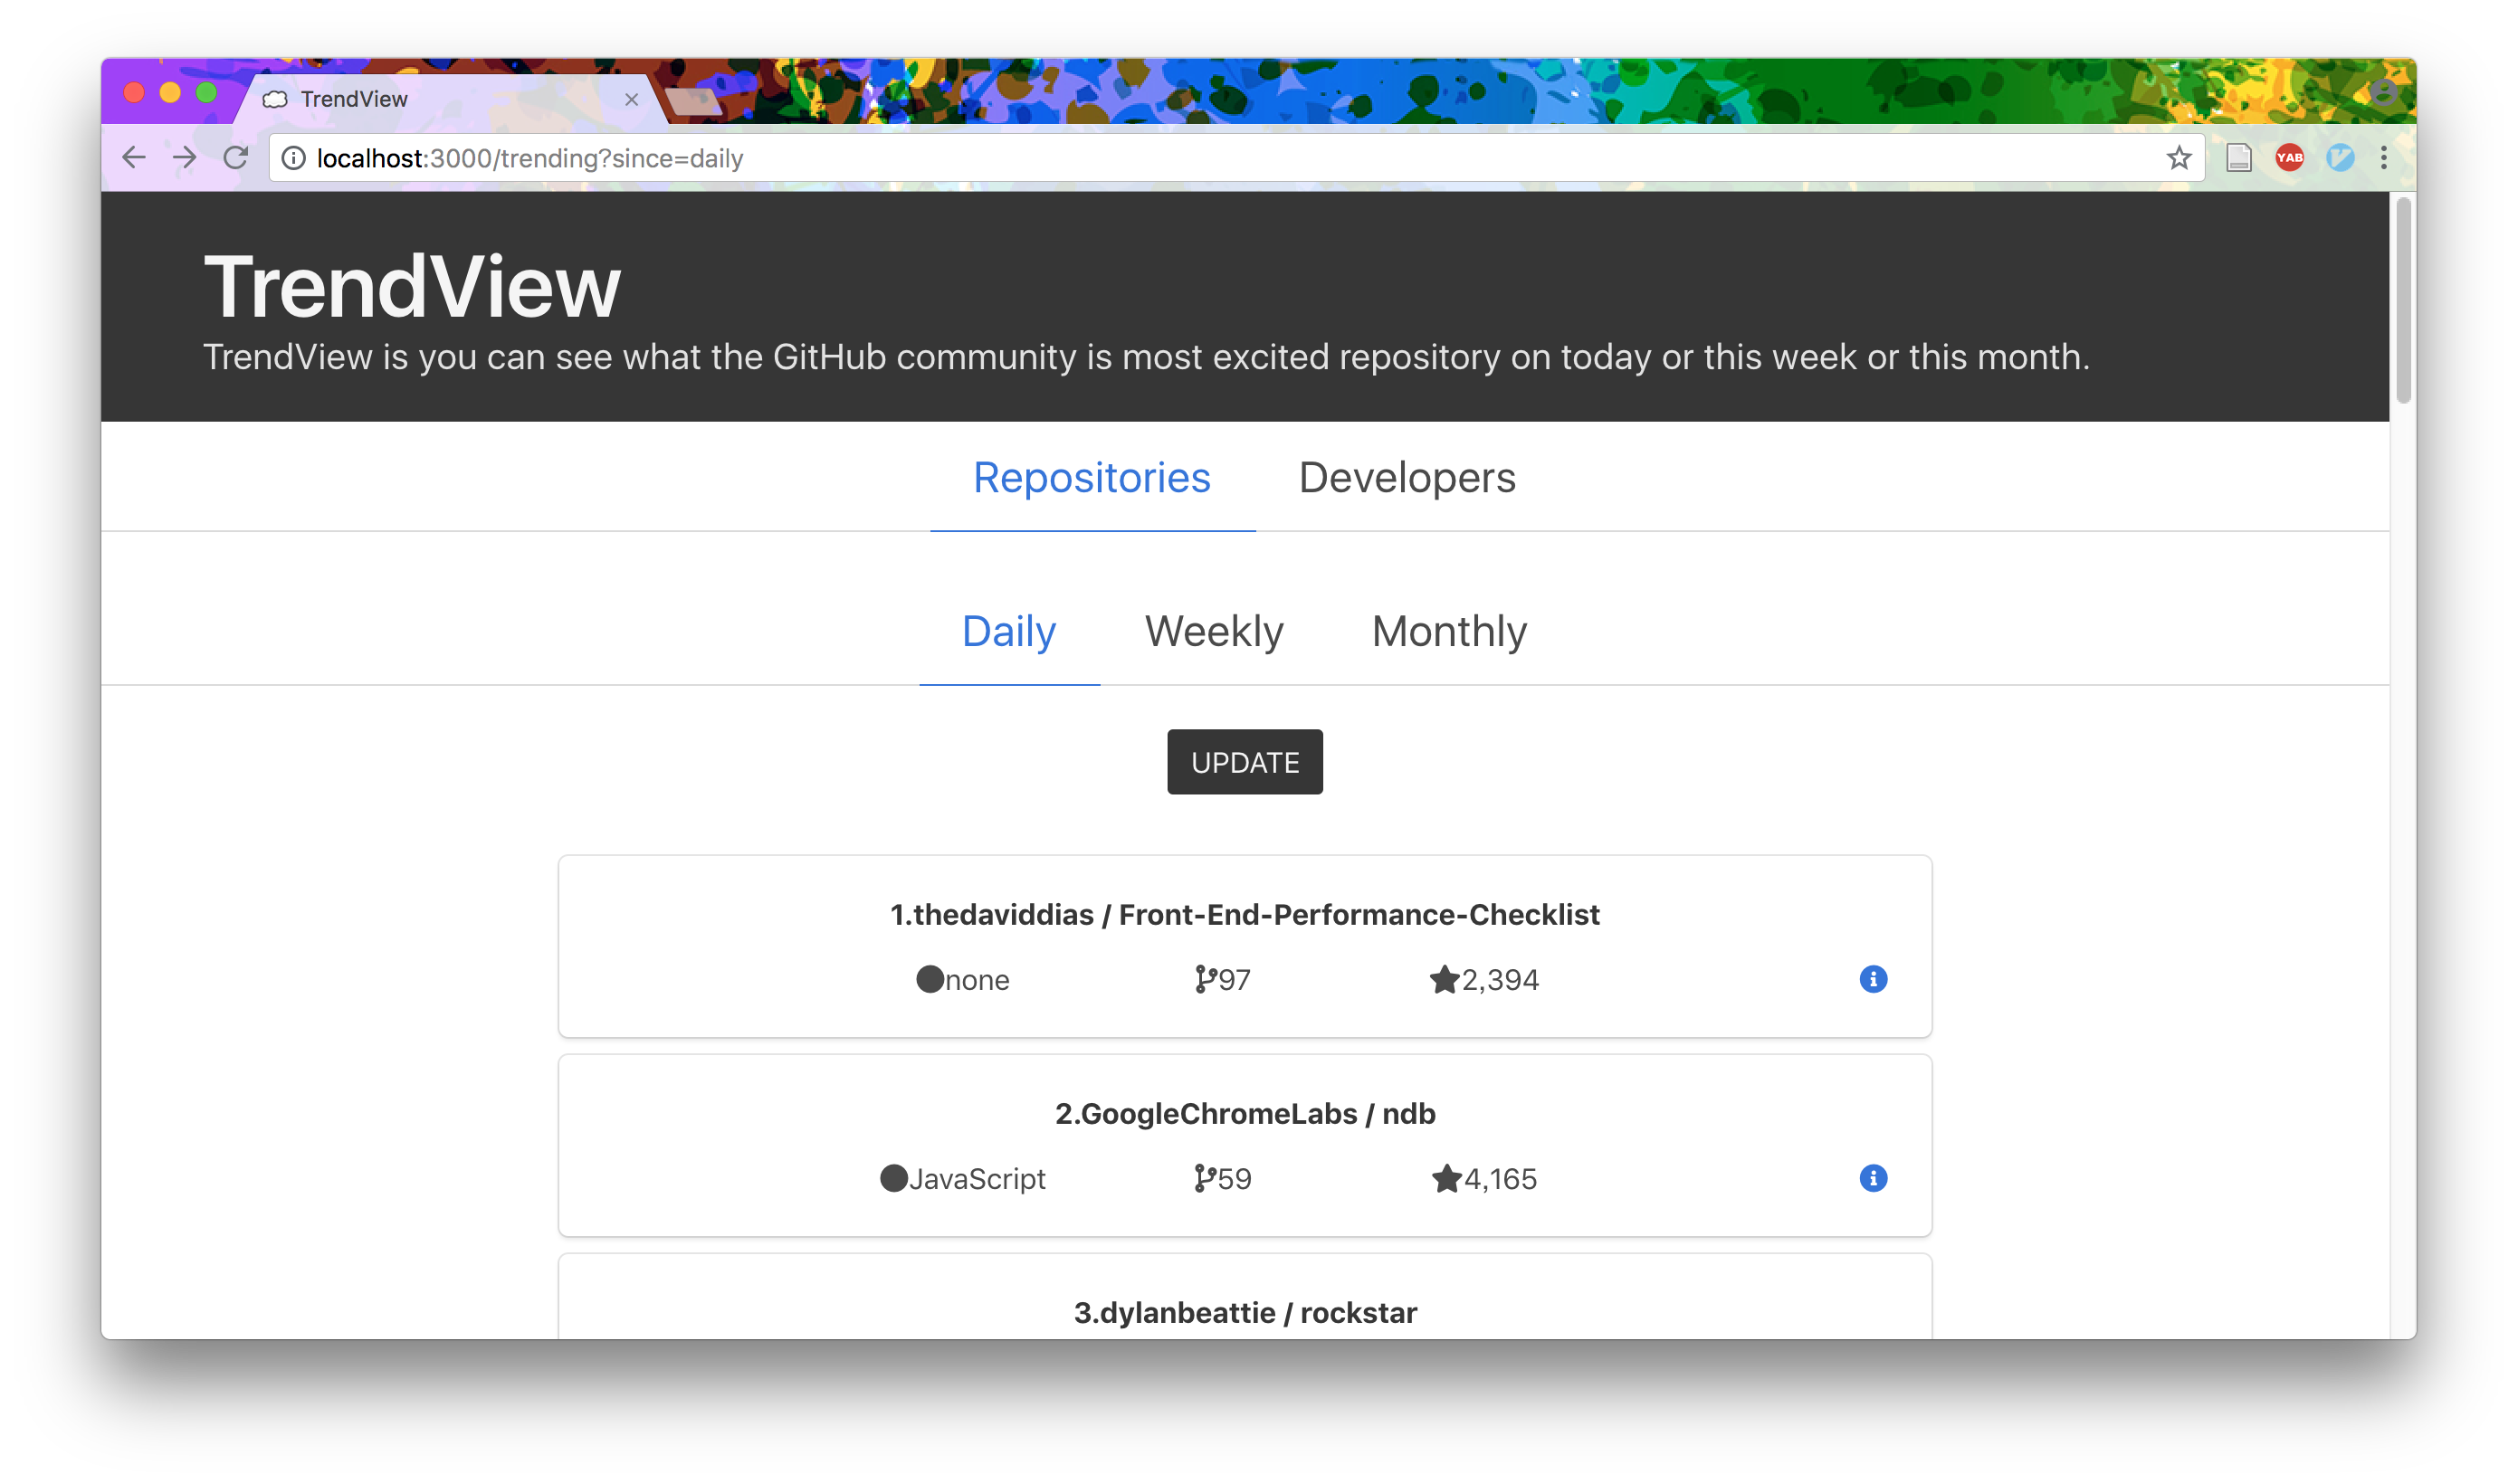 TrendView
localhost:3000/trending?since=daily
YAB
TrendView
TrendView is you can see what the GitHub community is most excited repository on today or this week or this month.
Repositories Developers
Daily Weekly Monthly
UPDATE
1.thedaviddias / Front-End-Performance-Checklist
none 97 2,394
2.GoogleChromeLabs / ndb
JavaScript 59 4,165
3.dylanbeattie / rockstar